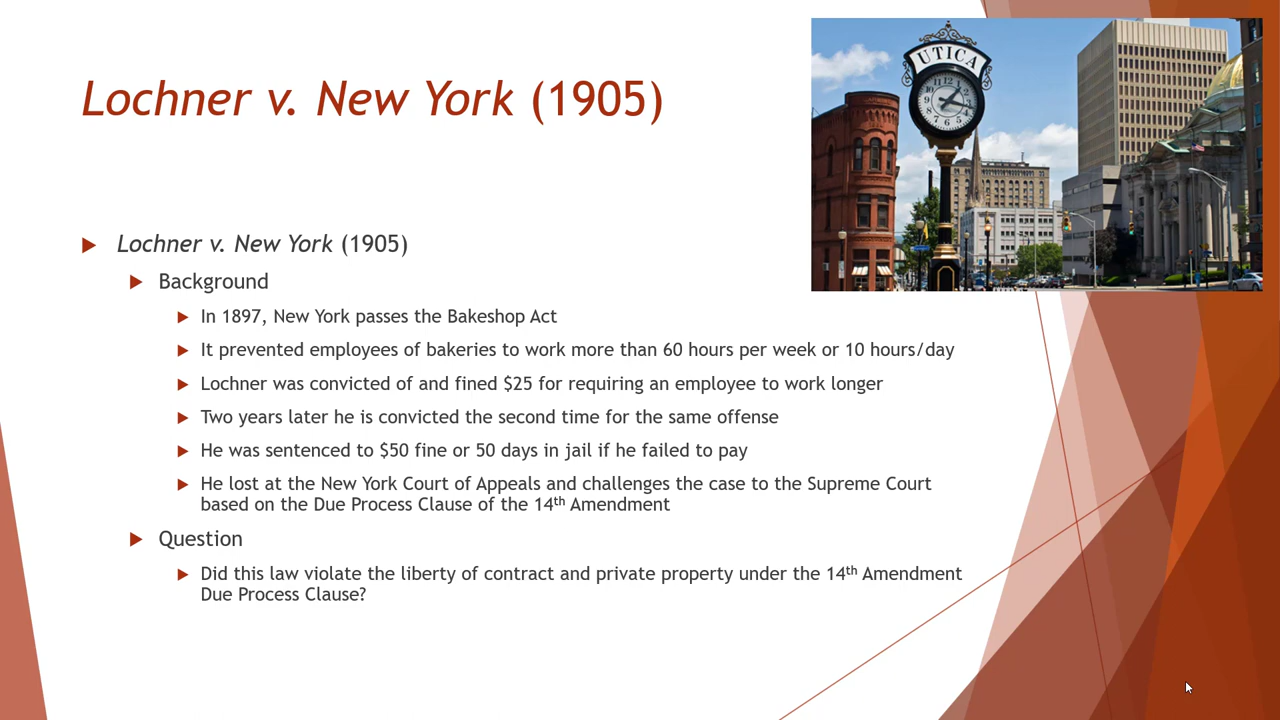 Lochner v. New York (1905)
UTICA
Lochner v. New York (1905)
Background
In 1897, New York passes the Bakeshop Act
It prevented employees of bakeries to work more than 60 hours per week or 10 hours/day
Lochner was convicted of and fined $25 for requiring an employee to work longer
Two years later he is convicted the second time for the same offense
He was sentenced to $50 fine or 50 days in jail if he failed to pay
He lost at the New York Court of Appeals and challenges the case to the Supreme Court
based on the Due Process Clause of the 14th Amendment
Question
Did this law violate the liberty of contract and private property under the 14th Amendment
Due Process Clause?